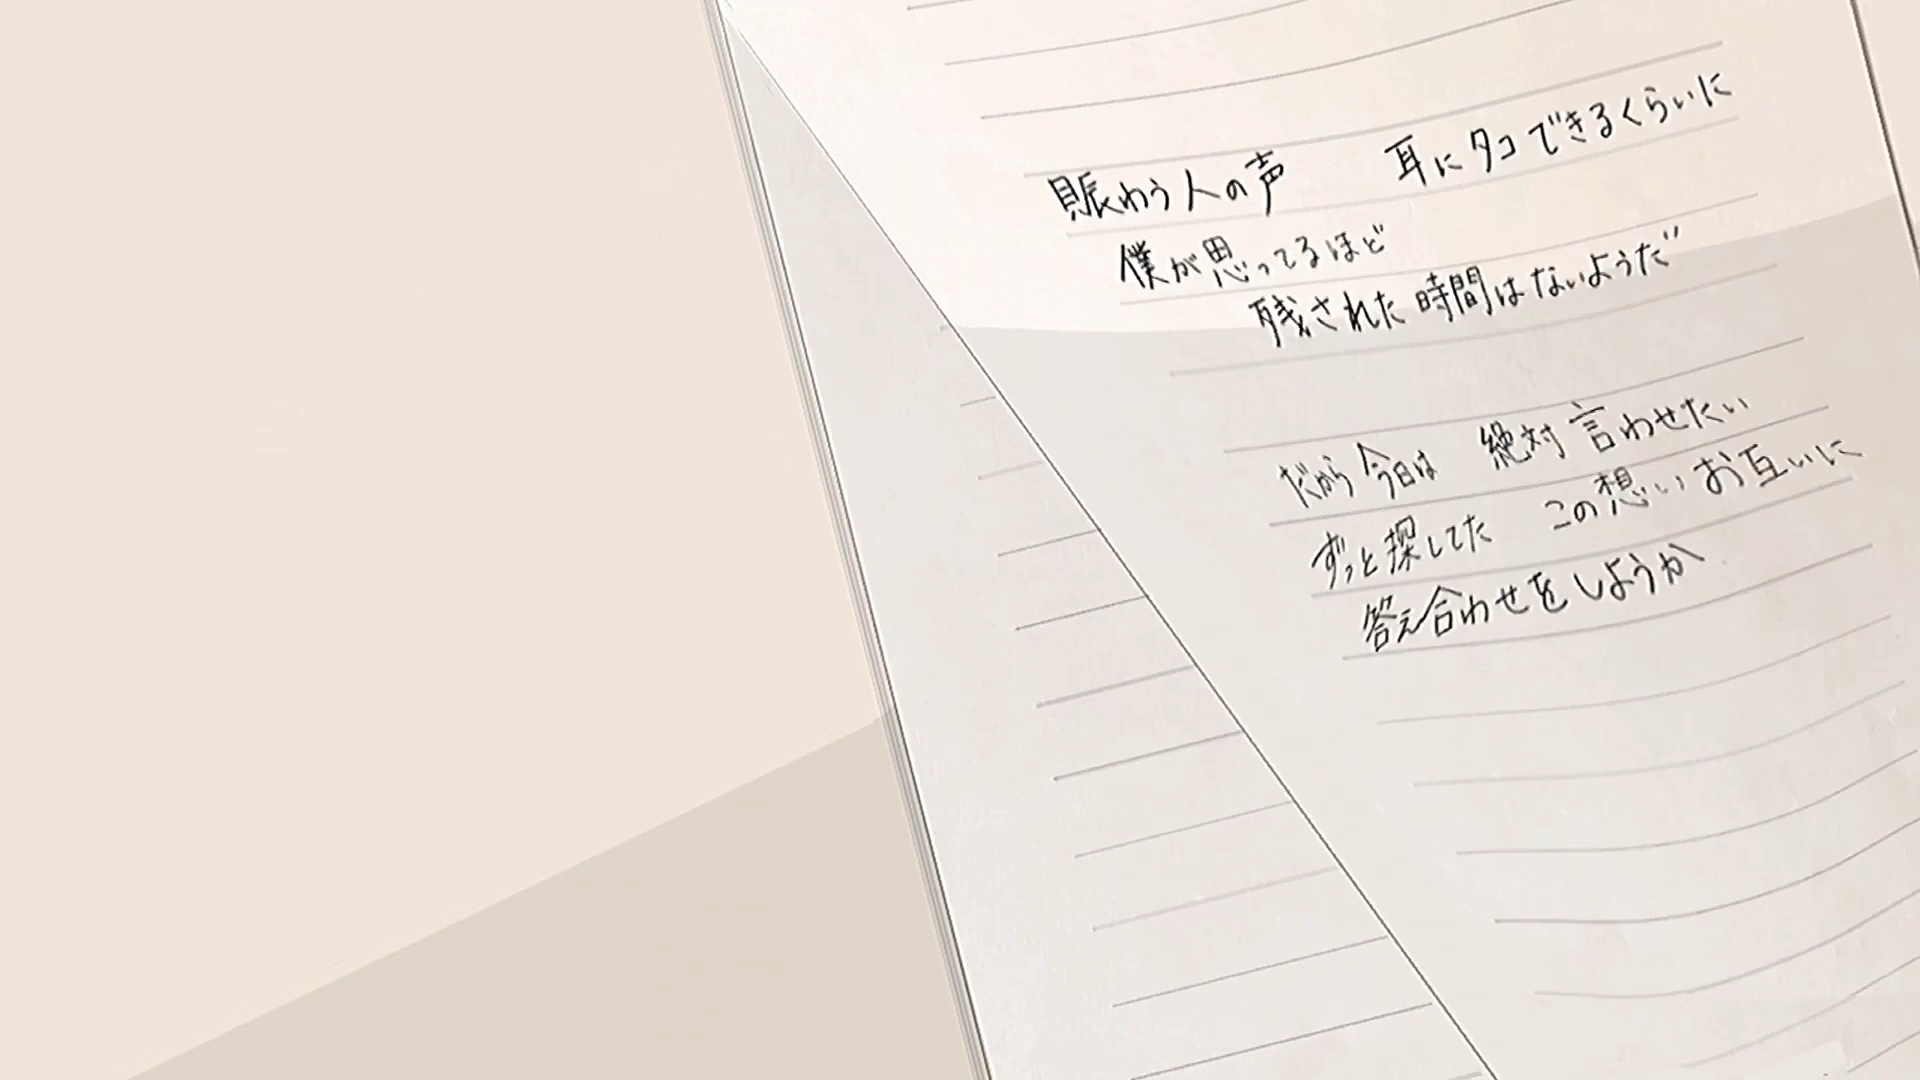 賑わう人の声　耳にタコできるくらいに
僕が思ってるほど
残された時間はないようだ
だから今日は　絶対言わせたい
ずっと探してた　この想いお互いに
答え合わせをしようか